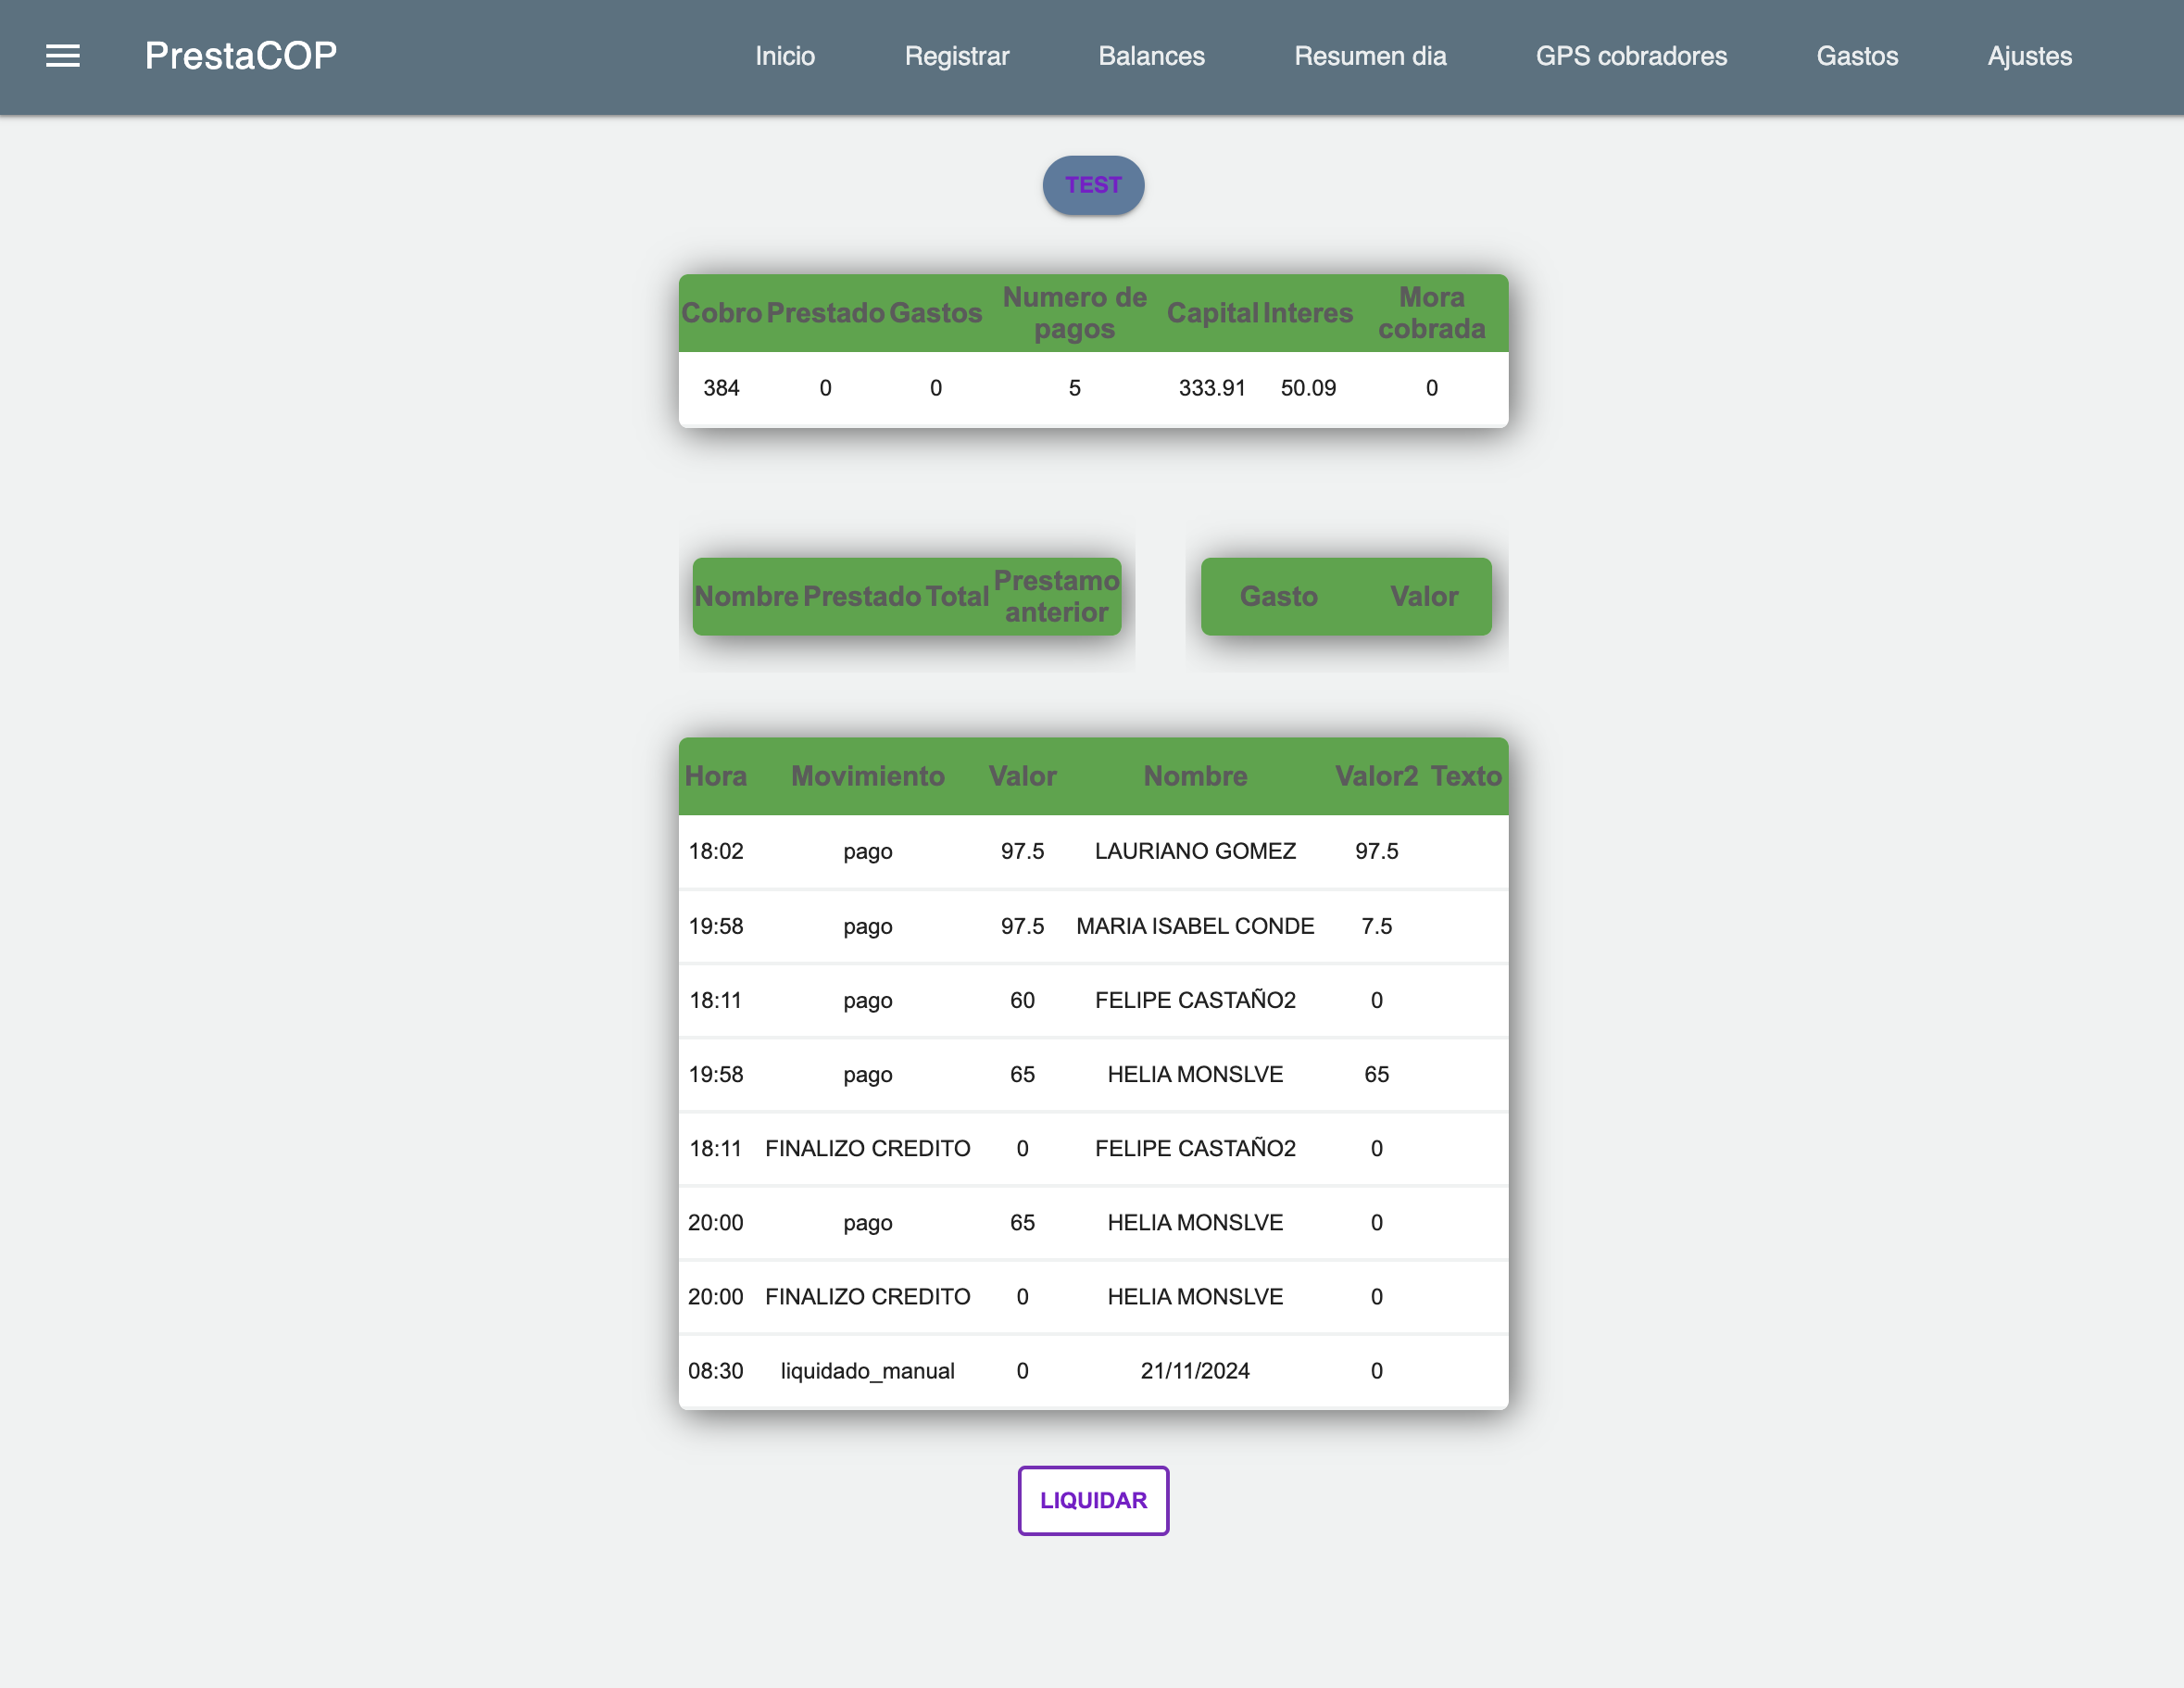 PrestaCOP Inicio Registrar Balances Resumen dia GPS cobradores Gastos Ajustes
TEST
Cobro Prestado Gastos Numero de pagos Capital Interes Mora cobrada
384 0 0 5 333.91 50.09 0
Nombre Prestado Total Prestamo anterior
Gasto Valor
Hora Movimiento Valor Nombre Valor2 Texto
18:02 pago 97.5 LAURIANO GOMEZ 97.5
19:58 pago 97.5 MARIA ISABEL CONDE 7.5
18:11 pago 60 FELIPE CASTAÑO2 0
19:58 pago 65 HELIA MONSLVE 65
18:11 FINALIZO CREDITO 0 FELIPE CASTAÑO2 0
20:00 pago 65 HELIA MONSLVE 0
20:00 FINALIZO CREDITO 0 HELIA MONSLVE 0
08:30 liquidado_manual 0 21/11/2024 0
LIQUIDAR